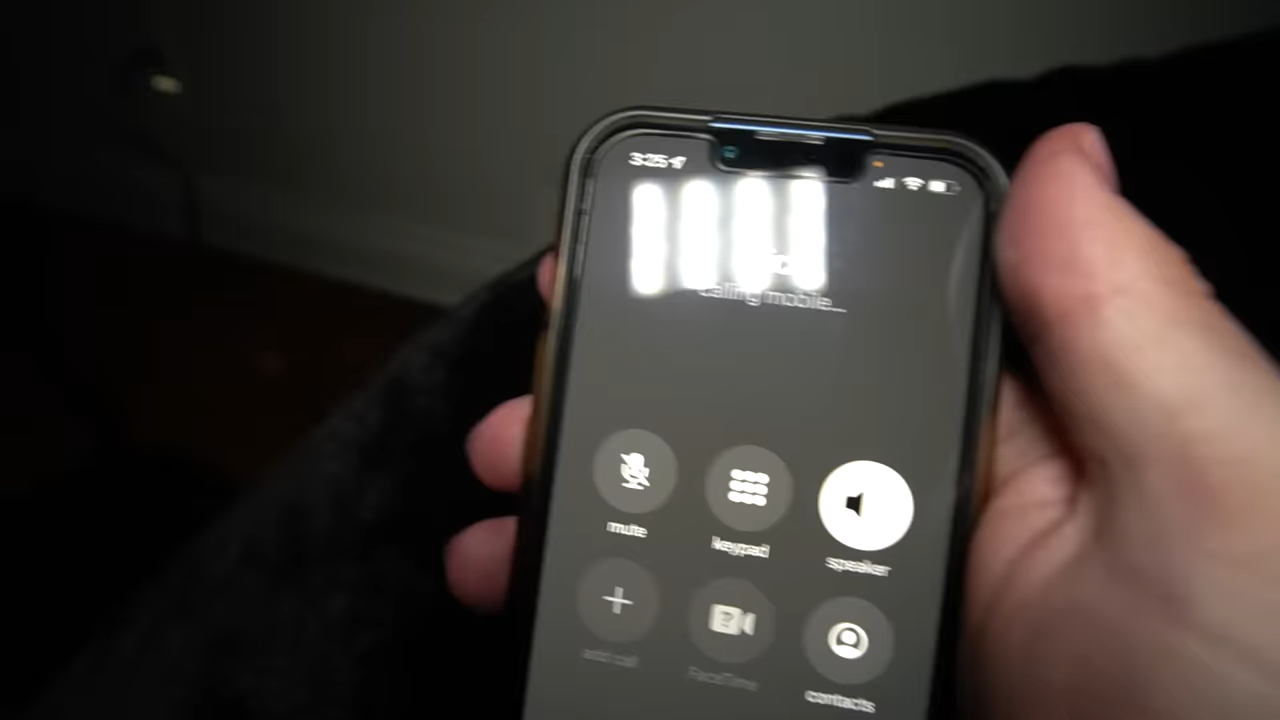 3:25
calling mobile...
mute
keypad
speaker
add call
FaceTime
contacts